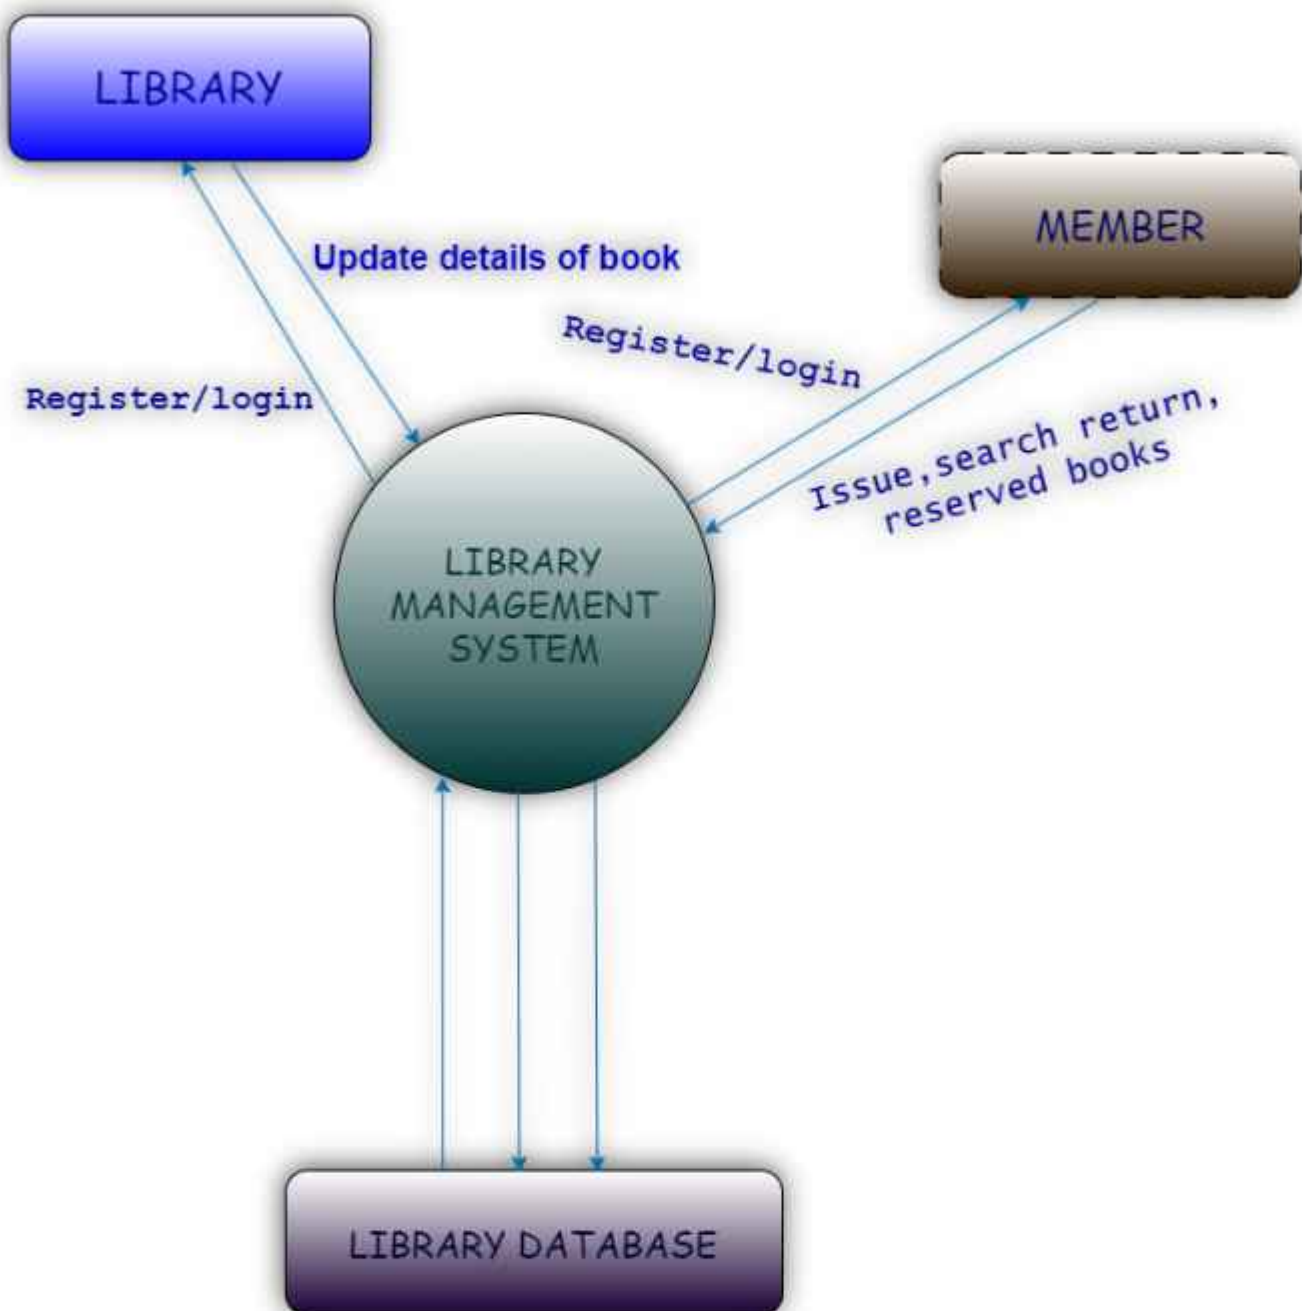 LIBRARY
MEMBER
Update details of book
Register/login
Register/login
Issue,search return,
reserved books
LIBRARY
MANAGEMENT
SYSTEM
LIBRARY DATABASE